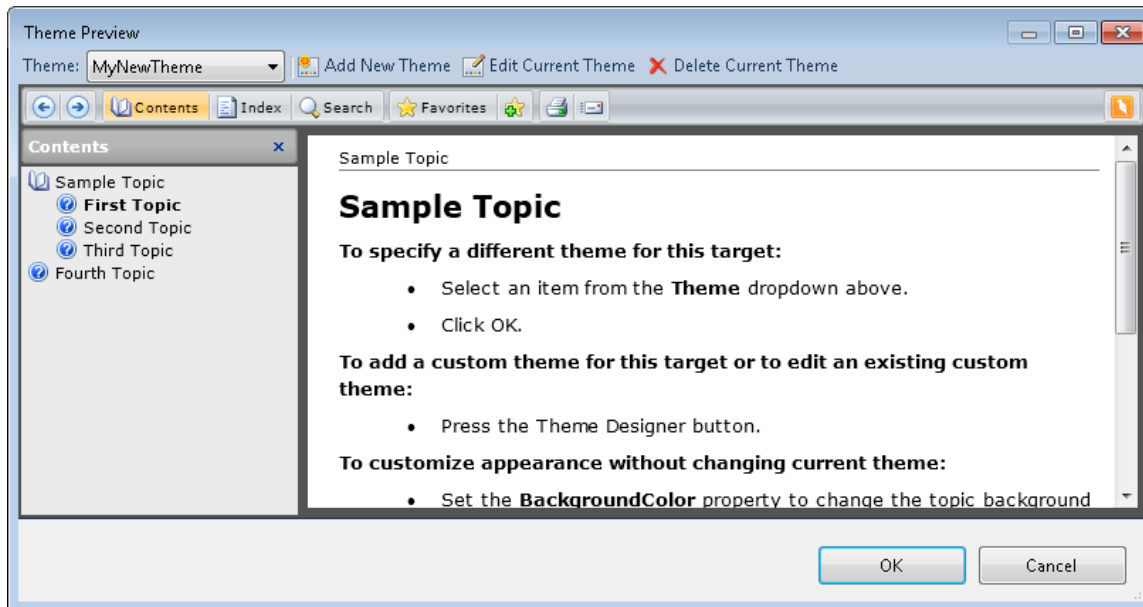 Theme Preview
Theme: MyNewTheme Add New Theme Edit Current Theme Delete Current Theme
Contents Index Search Favorites
Contents
Sample Topic
First Topic
Second Topic
Third Topic
Fourth Topic
Sample Topic
Sample Topic
To specify a different theme for this target:
• Select an item from the Theme dropdown above.
• Click OK.
To add a custom theme for this target or to edit an existing custom
theme:
• Press the Theme Designer button.
To customize appearance without changing current theme:
• Set the BackgroundColor property to change the topic background
OK Cancel